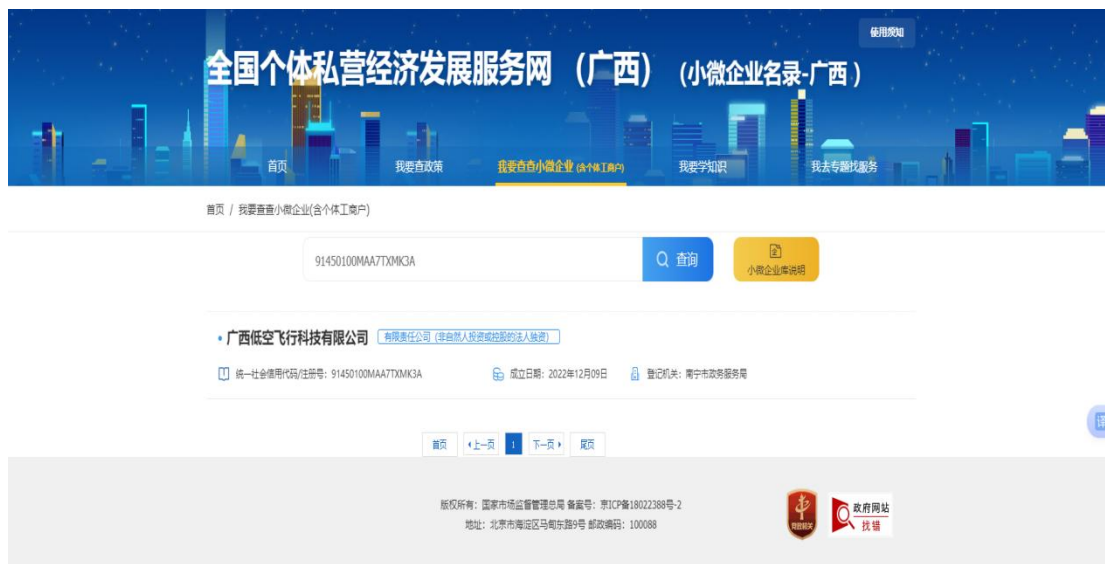 使用须知
全国个体私营经济发展服务网 （广西） (小微企业名录-广西 )
首页 我要查政策 我要查查小微企业 (含个体工商户) 我要学知识 我去专题找服务
首页 / 我要查查小微企业(含个体工商户)
91450100MAA7TXMK3A 查询
小微企业库说明
广西低空飞行科技有限公司 有限责任公司（非自然人投资或控股的法人独资）
统一社会信用代码/注册号：91450100MAA7TXMK3A 成立日期：2022年12月09日 登记机关：南宁市政务服务局
译
首页 上一页 1 下一页 尾页
版权所有：国家市场监督管理总局 备案号：京ICP备18022388号-2
地址：北京市海淀区马甸东路9号 邮政编码：100088
党政机关
政府网站
找错